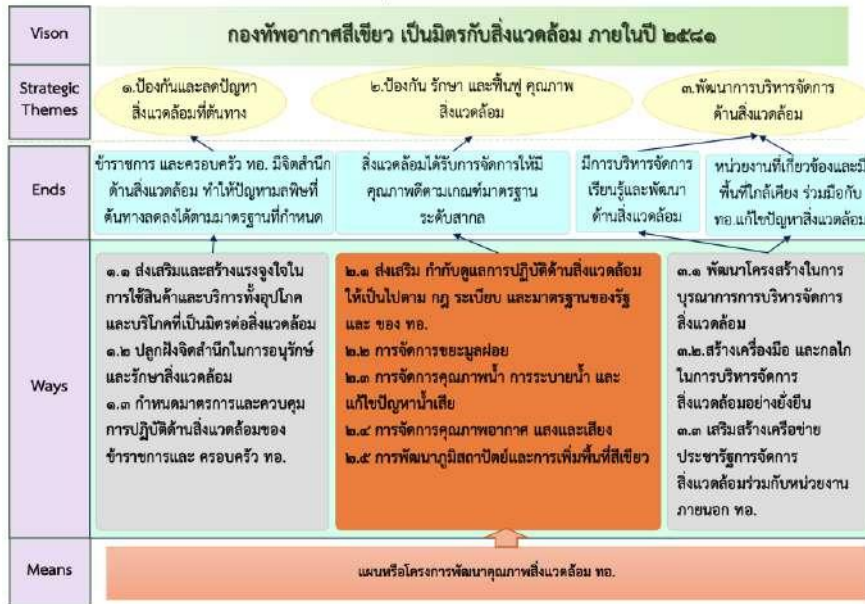 Vison
กองทัพอากาศสีเขียว เป็นมิตรกับสิ่งแวดล้อม ภายในปี ๒๕๘๑
Strategic
Themes
๑.ป้องกันและลดปัญหา
สิ่งแวดล้อมที่ต้นทาง
๒.ป้องกัน รักษา และฟื้นฟู คุณภาพ
สิ่งแวดล้อม
๓.พัฒนาการบริหารจัดการ
ด้านสิ่งแวดล้อม
Ends
ข้าราชการ และครอบครัว ทอ. มีจิตสำนึก
ด้านสิ่งแวดล้อม ทำให้ปัญหามลพิษที่
ต้นทางลดลงได้ตามมาตรฐานที่กำหนด
สิ่งแวดล้อมได้รับการจัดการให้มี
คุณภาพดีตามเกณฑ์มาตรฐาน
ระดับสากล
มีการบริหารจัดการ
เรียนรู้และพัฒนา
ด้านสิ่งแวดล้อม
หน่วยงานที่เกี่ยวข้องและมี
พื้นที่ใกล้เคียง ร่วมมือกับ
ทอ.แก้ไขปัญหาสิ่งแวดล้อม
Ways
๑.๑ ส่งเสริมและสร้างแรงจูงใจใน
การใช้สินค้าและบริการทั้งอุปโภค
และบริโภคที่เป็นมิตรต่อสิ่งแวดล้อม
๑.๒ ปลูกฝังจิตสำนึกในการอนุรักษ์
และรักษาสิ่งแวดล้อม
๑.๓ กำหนดมาตรการและควบคุม
การปฏิบัติด้านสิ่งแวดล้อมของ
ข้าราชการและ ครอบครัว ทอ.
๒.๑ ส่งเสริม กำกับดูแลการปฏิบัติด้านสิ่งแวดล้อม
ให้เป็นไปตาม กฎ ระเบียบ และมาตรฐานของรัฐ
และ ของ ทอ.
๒.๒ การจัดการขยะมูลฝอย
๒.๓ การจัดการคุณภาพน้ำ การระบายน้ำ และ
แก้ไขปัญหาน้ำเสีย
๒.๔ การจัดการคุณภาพอากาศ แสงและเสียง
๒.๕ การพัฒนาภูมิสถาปัตย์และการเพิ่มพื้นที่สีเขียว
๓.๑ พัฒนาโครงสร้างในการ
บูรณาการการบริหารจัดการ
สิ่งแวดล้อม
๓.๒.สร้างเครื่องมือ และกลไก
ในการบริหารจัดการ
สิ่งแวดล้อมอย่างยั่งยืน
๓.๓ เสริมสร้างเครือข่าย
ประชารัฐการจัดการ
สิ่งแวดล้อมร่วมกับหน่วยงาน
ภายนอก ทอ.
Means
แผนหรือโครงการพัฒนาคุณภาพสิ่งแวดล้อม ทอ.